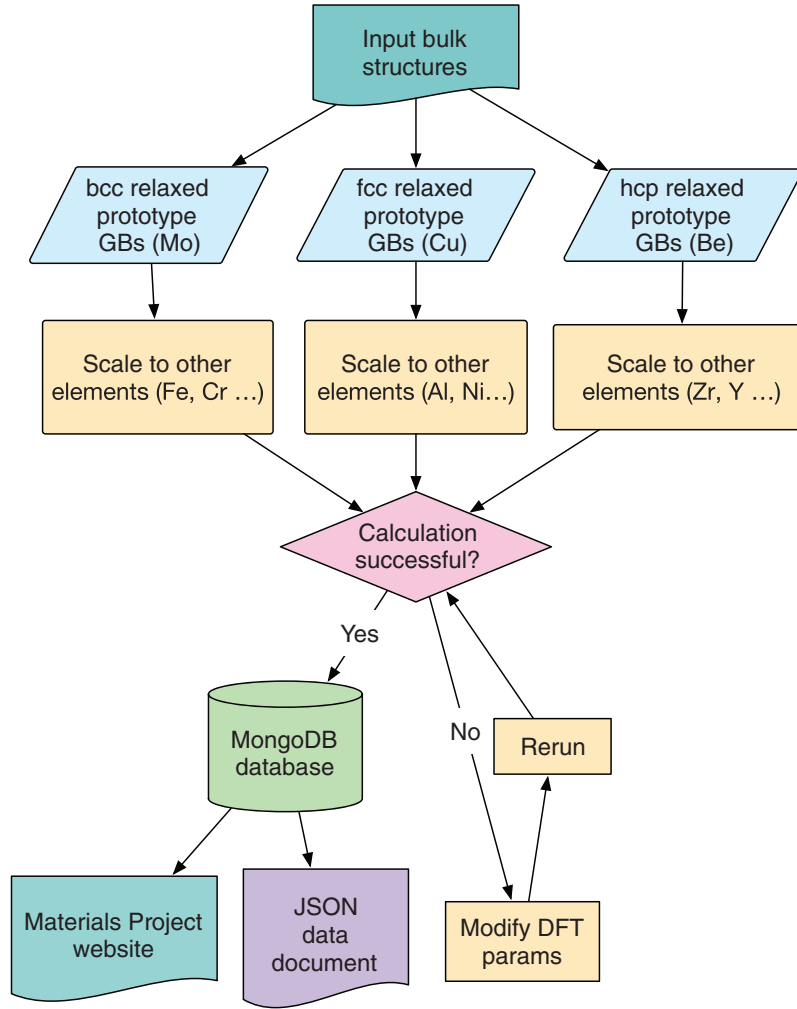 Input bulk
structures
bcc relaxed
prototype
GBs (Mo)
fcc relaxed
prototype
GBs (Cu)
hcp relaxed
prototype
GBs (Be)
Scale to other
elements (Fe, Cr ...)
Scale to other
elements (Al, Ni...)
Scale to other
elements (Zr, Y ...)
Calculation
successful?
Yes
No
MongoDB
database
Rerun
Materials Project
website
JSON
data
document
Modify DFT
params